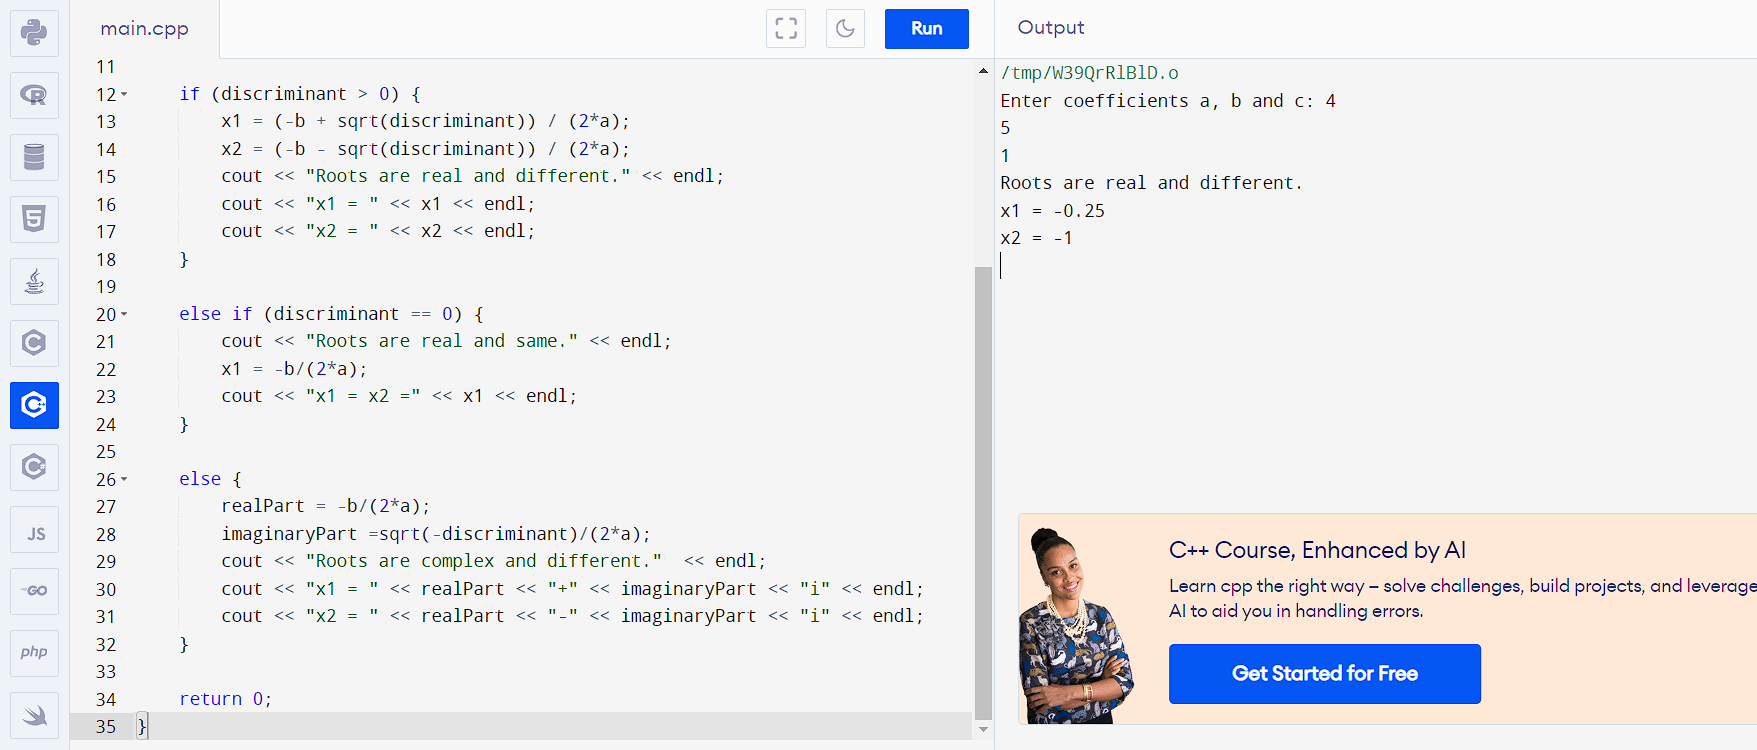 main.cpp
Run
Output
11
12 if (discriminant > 0) {
13 x1 = (-b + sqrt(discriminant)) / (2*a);
14 x2 = (-b - sqrt(discriminant)) / (2*a);
15 cout << "Roots are real and different." << endl;
16 cout << "x1 = " << x1 << endl;
17 cout << "x2 = " << x2 << endl;
18 }
19
20 else if (discriminant == 0) {
21 cout << "Roots are real and same." << endl;
22 x1 = -b/(2*a);
23 cout << "x1 = x2 =" << x1 << endl;
24 }
25
26 else {
27 realPart = -b/(2*a);
28 imaginaryPart =sqrt(-discriminant)/(2*a);
29 cout << "Roots are complex and different."  << endl;
30 cout << "x1 = " << realPart << "+" << imaginaryPart << "i" << endl;
31 cout << "x2 = " << realPart << "-" << imaginaryPart << "i" << endl;
32 }
33
34 return 0;
35 }
/tmp/W39QrRlBlD.o
Enter coefficients a, b and c: 4
5
1
Roots are real and different.
x1 = -0.25
x2 = -1
C++ Course, Enhanced by AI
Learn cpp the right way – solve challenges, build projects, and leverage
AI to aid you in handling errors.
Get Started for Free
R
5
C
C+
C#
JS
GO
php